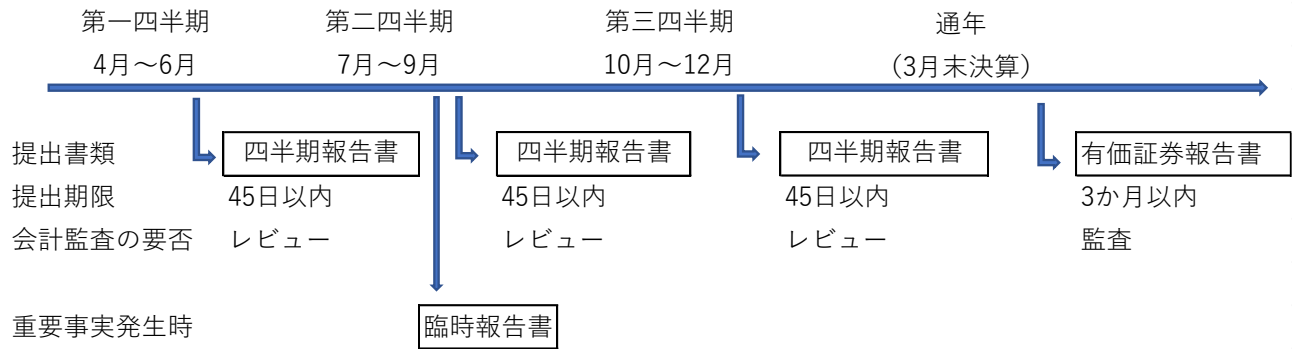 第一四半期 第二四半期 第三四半期 通年
4月～6月 7月～9月 10月～12月 (3月末決算)
提出書類 四半期報告書 四半期報告書 四半期報告書 有価証券報告書
提出期限 45日以内 45日以内 45日以内 3か月以内
会計監査の要否 レビュー レビュー レビュー 監査
重要事実発生時 臨時報告書